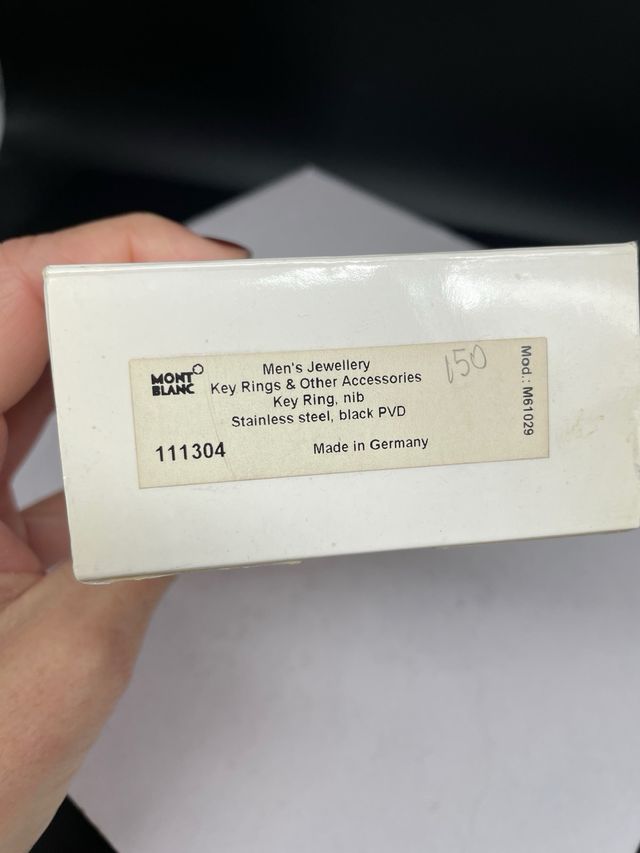 MONT
BLANC
Men's Jewellery
Key Rings & Other Accessories
Key Ring, nib
Stainless steel, black PVD
111304
Made in Germany
150
Mod.: M61029